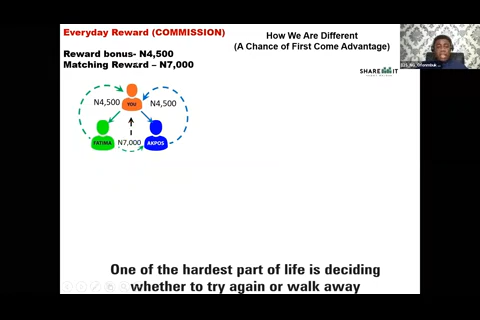 Everyday Reward (COMMISSION)
Reward bonus- N4,500
Matching Reward – N7,000
How We Are Different
(A Chance of First Come Advantage)
SHARE IT
N4,500
N4,500
YOU
FATIMA
N7,000
AKPOS
One of the hardest part of life is deciding
whether to try again or walk away